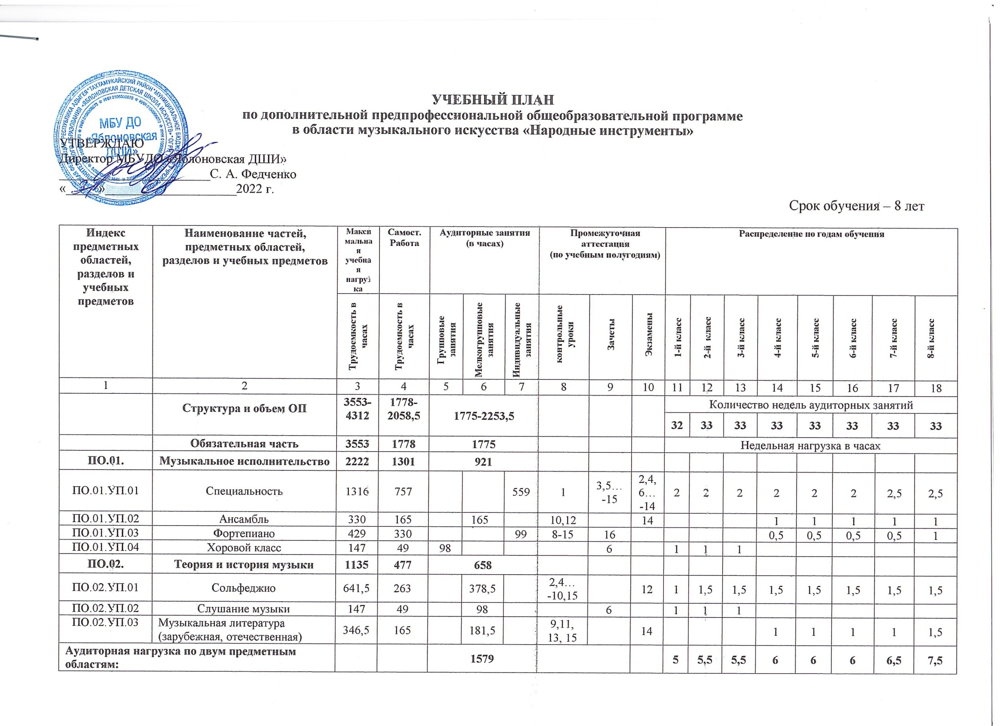 УЧЕБНЫЙ ПЛАН
по дополнительной предпрофессиональной общеобразовательной программе
в области музыкального искусства «Народные инструменты»
МБУ ДО
«Яблоновская
ДШИ»
УТВЕРЖДАЮ
Директор МБУДО «Яблоновская ДШИ»
С. А. Федченко
«_____»____________________2022 г.
Срок обучения – 8 лет
Индекс предметных областей, разделов и учебных предметов
Наименование частей, предметных областей, разделов и учебных предметов
Максимальная учебная нагрузка
Самост. Работа
Аудиторные занятия (в часах)
Промежуточная аттестация (по учебным полугодиям)
Распределение по годам обучения
Трудоемкость в часах
Трудоемкость в часах
Групповые занятия
Мелкогрупповые занятия
Индивидуальные занятия
контрольные уроки
Зачеты
Экзамены
1-й класс
2-й класс
3-й класс
4-й класс
5-й класс
6-й класс
7-й класс
8-й класс
1 2 3 4 5 6 7 8 9 10 11 12 13 14 15 16 17 18
Структура и объем ОП 3553-4312 1778-2058,5 1775-2253,5 Количество недель аудиторных занятий
32 33 33 33 33 33 33 33
Обязательная часть 3553 1778 1775 Недельная нагрузка в часах
ПО.01. Музыкальное исполнительство 2222 1301 921
ПО.01.УП.01 Специальность 1316 757 559 1 3,5… -15 2,4, 6… -14 2 2 2 2 2 2 2,5 2,5
ПО.01.УП.02 Ансамбль 330 165 165 10,12 14 1 1 1 1 1
ПО.01.УП.03 Фортепиано 429 330 99 8-15 16 0,5 0,5 0,5 0,5 1
ПО.01.УП.04 Хоровой класс 147 49 98 6 1 1 1
ПО.02. Теория и история музыки 1135 477 658
ПО.02.УП.01 Сольфеджио 641,5 263 378,5 2,4… -10,15 12 1 1,5 1,5 1,5 1,5 1,5 1,5 1,5
ПО.02.УП.02 Слушание музыки 147 49 98 6 1 1 1
ПО.02.УП.03 Музыкальная литература (зарубежная, отечественная) 346,5 165 181,5 9,11, 13, 15 14 1 1 1 1 1,5
Аудиторная нагрузка по двум предметным областям: 1579 5 5,5 5,5 6 6 6 6,5 7,5